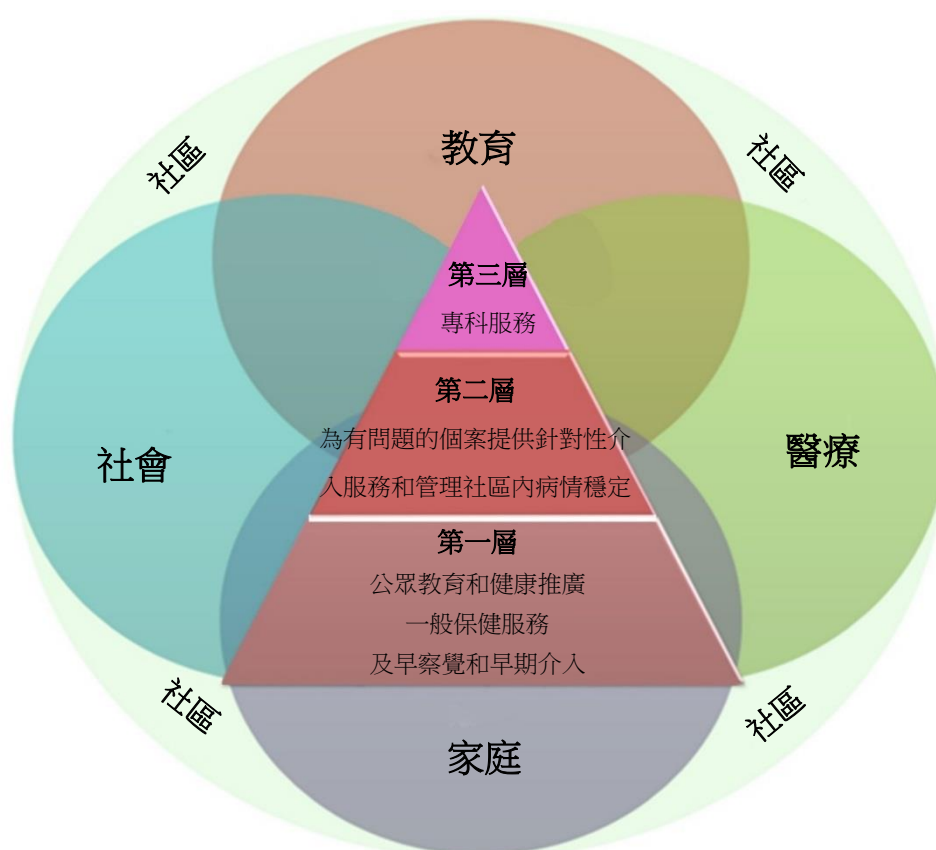 教育
社區
社區
第三層
專科服務
第二層
為有問題的個案提供針對性介
入服務和管理社區內病情穩定
社會
醫療
第一層
公眾教育和健康推廣
一般保健服務
及早察覺和早期介入
社區
社區
家庭